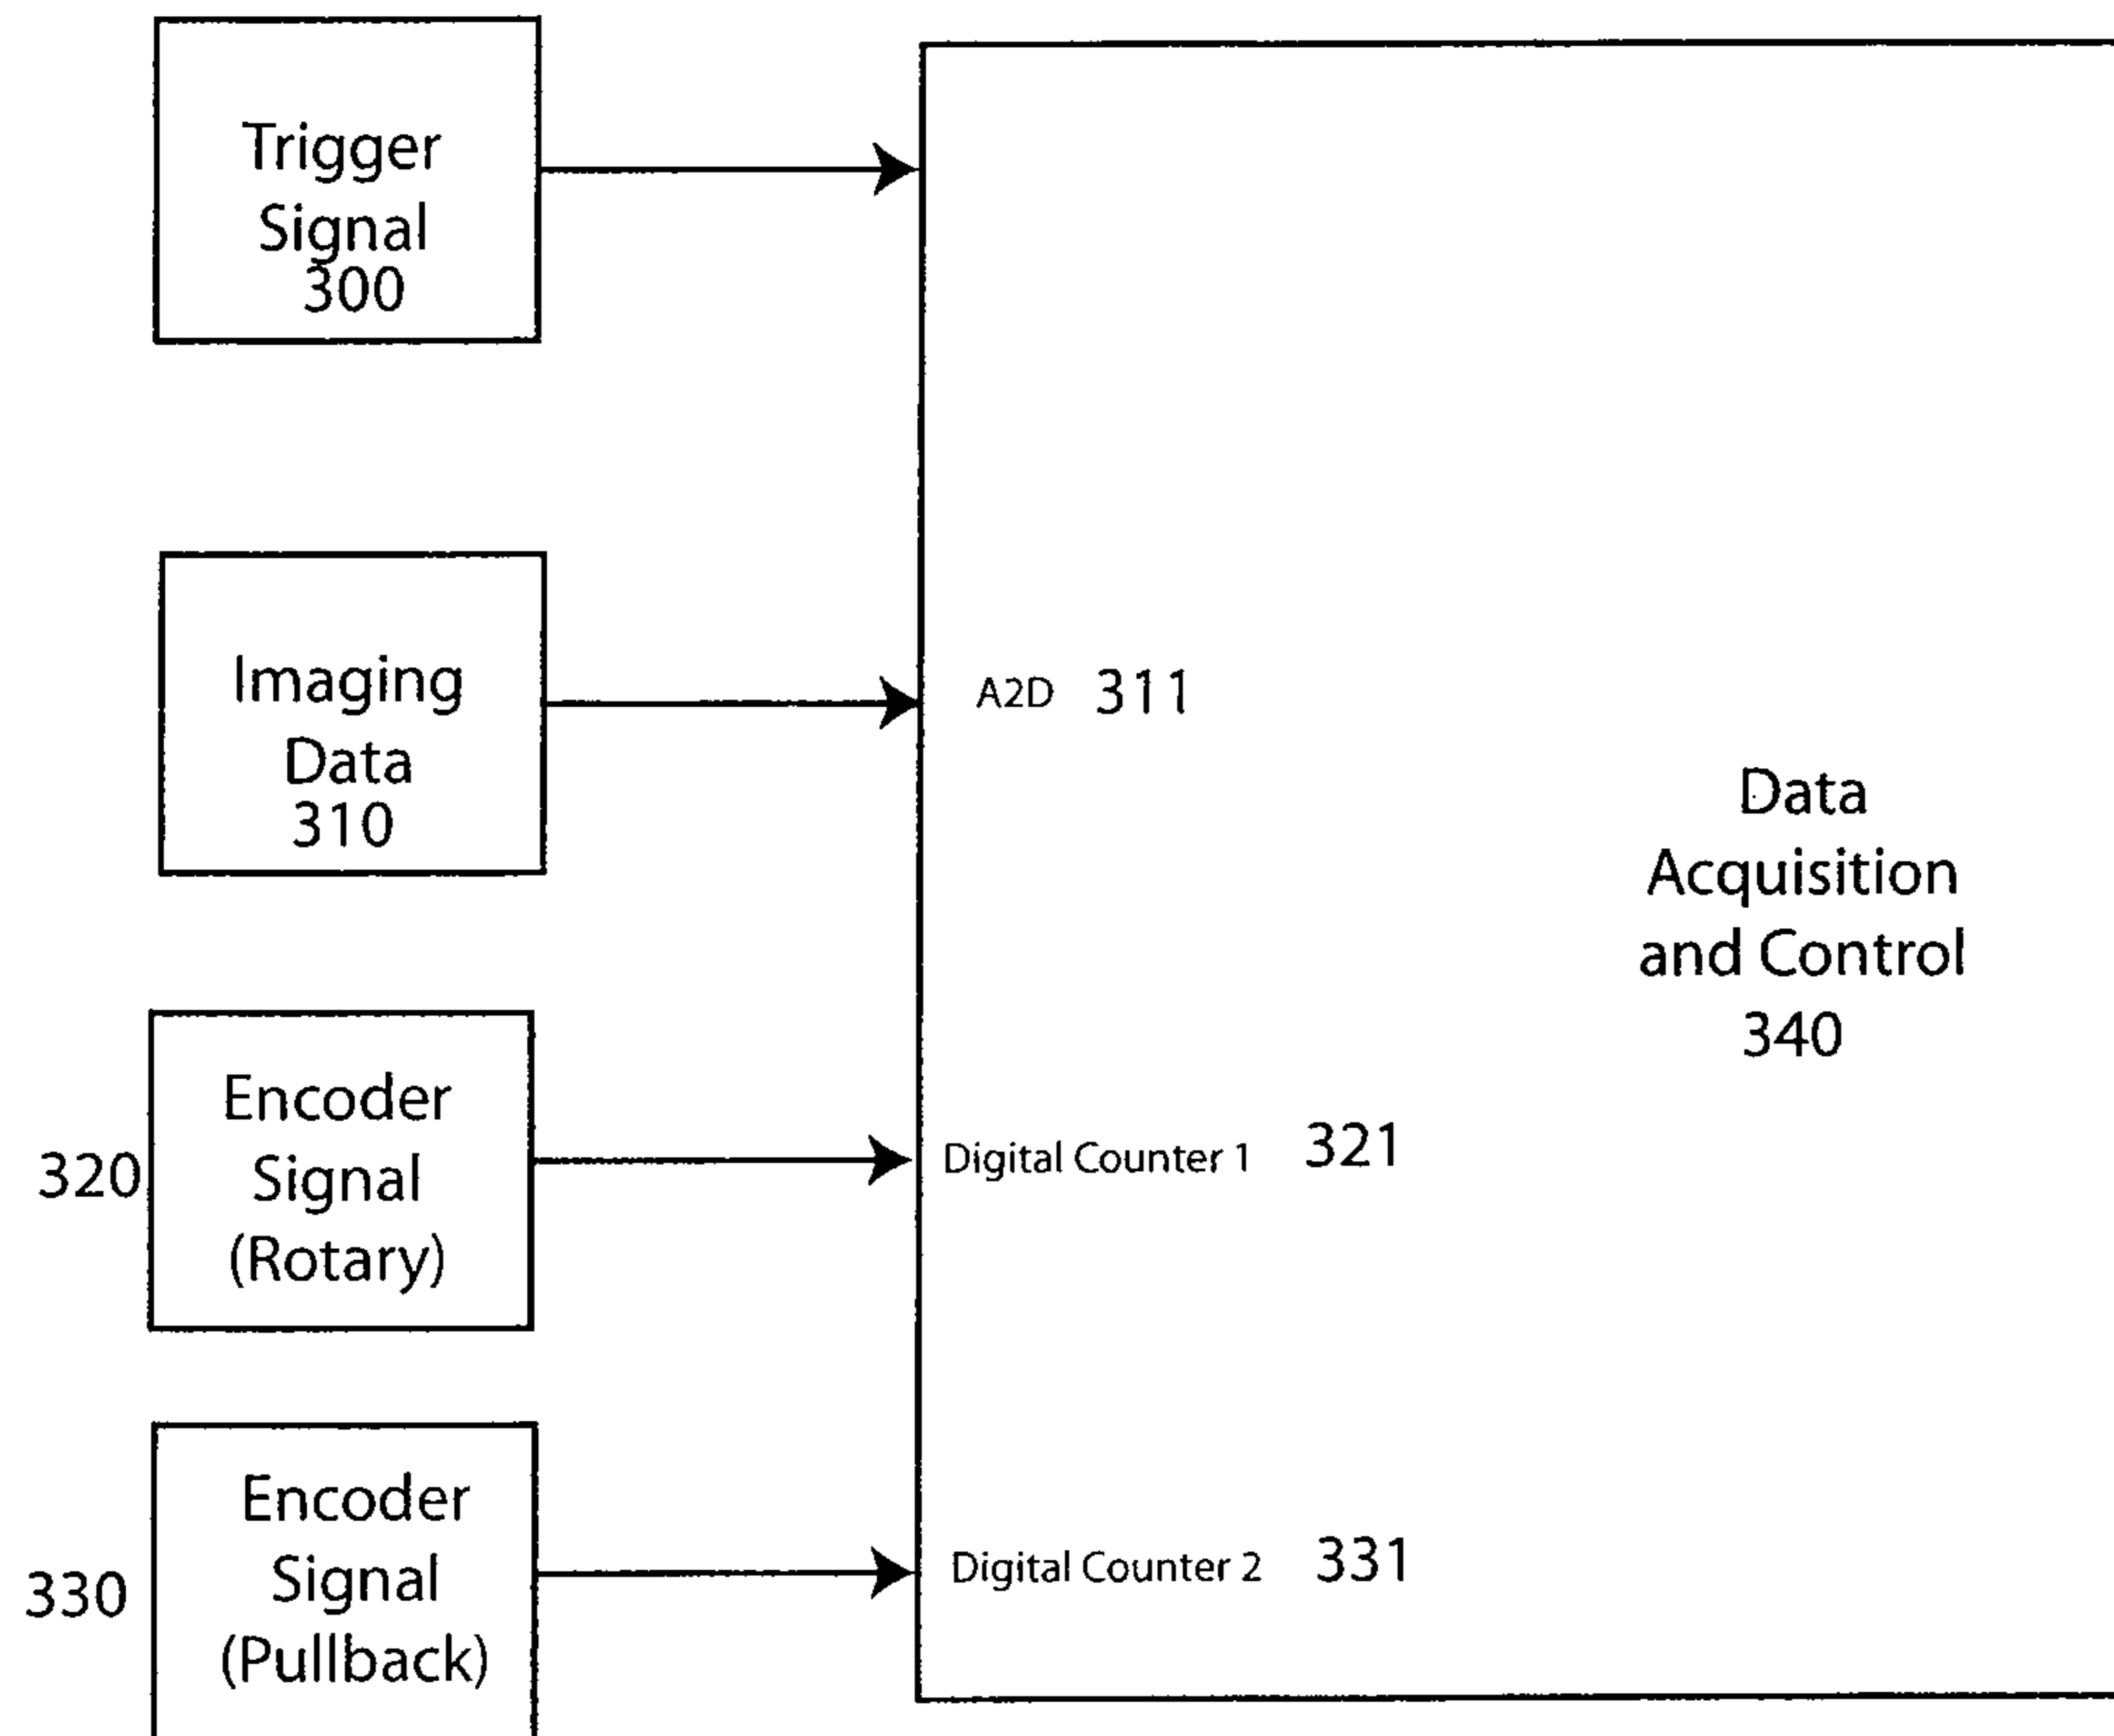 Trigger
Signal
300
Imaging
Data
310
A2D 311
Data
Acquisition
and Control
340
320
Encoder
Signal
(Rotary)
Digital Counter 1 321
330
Encoder
Signal
(Pullback)
Digital Counter 2 331